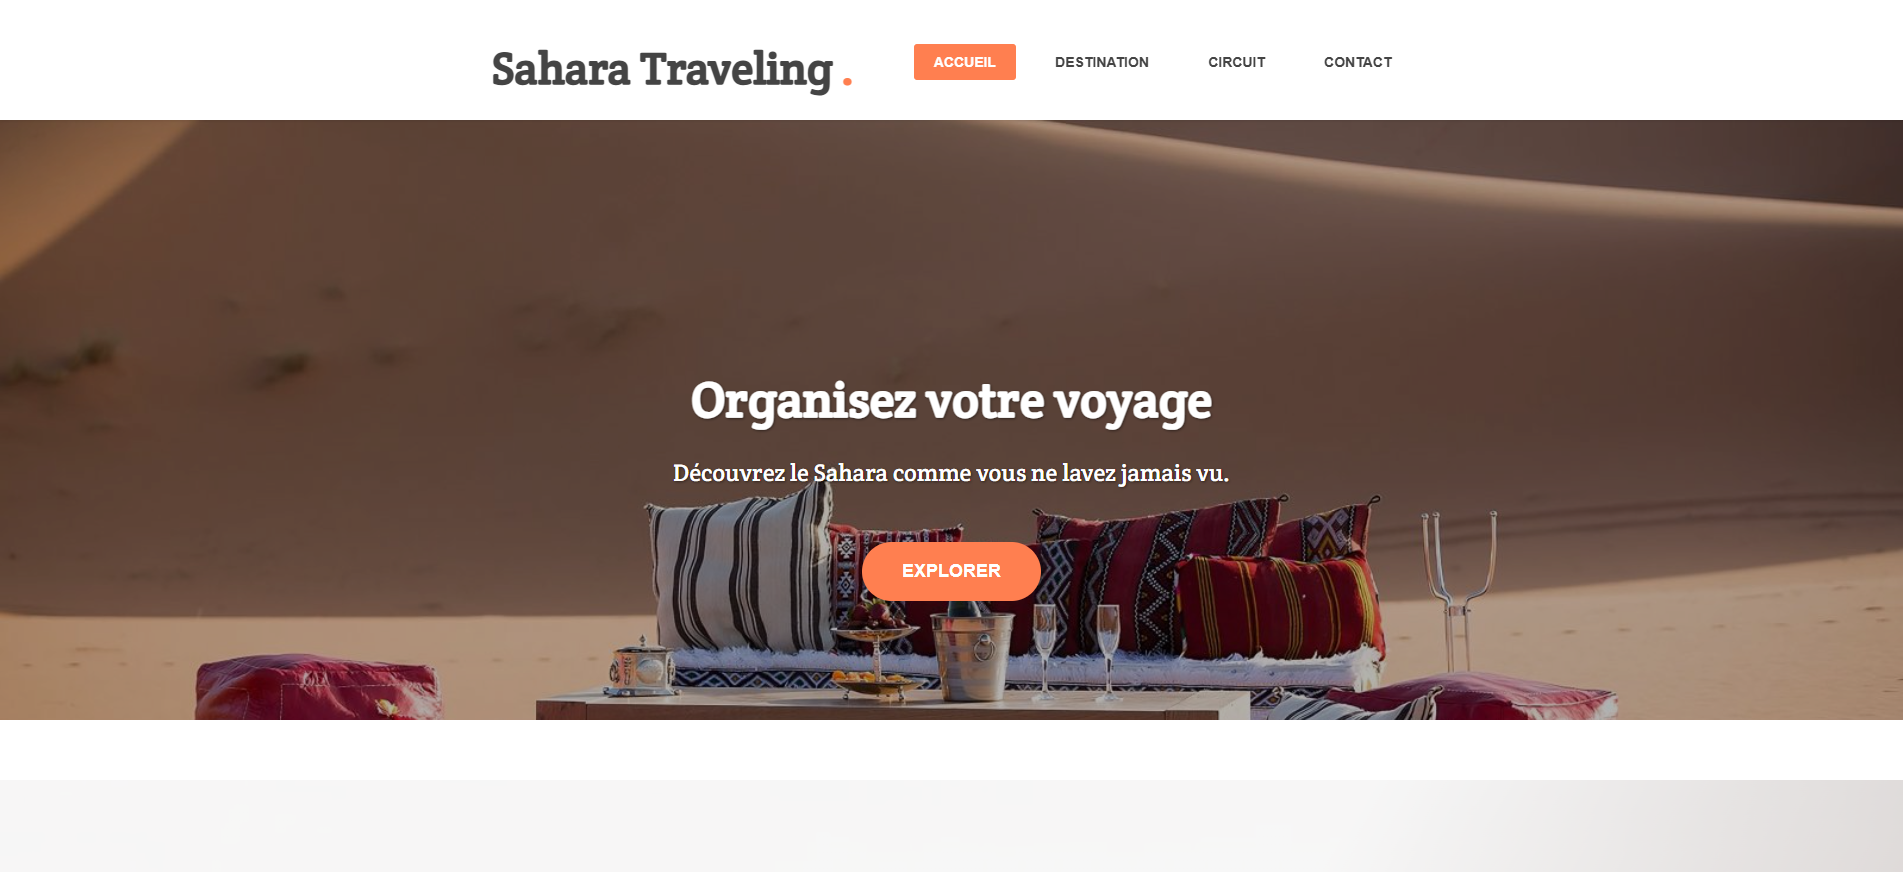 Sahara Traveling .
ACCUEIL DESTINATION CIRCUIT CONTACT
Organisez votre voyage
Découvrez le Sahara comme vous ne lavez jamais vu.
EXPLORER